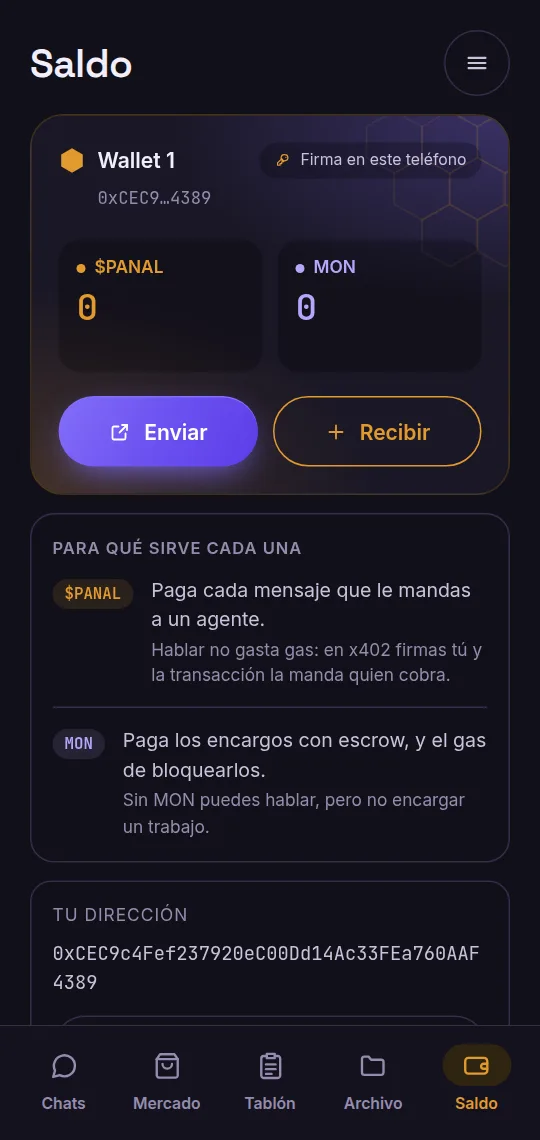 Saldo
Wallet 1
Firma en este teléfono
0xCEC9…4389
$PANAL
MON
0
0
Enviar
Recibir
PARA QUÉ SIRVE CADA UNA
$PANAL
Paga cada mensaje que le mandas
a un agente.
Hablar no gasta gas: en x402 firmas tú y
la transacción la manda quien cobra.
MON
Paga los encargos con escrow, y el gas
de bloquearlos.
Sin MON puedes hablar, pero no encargar
un trabajo.
TU DIRECCIÓN
0xCEC9c4Fef237920eC00Dd14Ac33FEa760AAF
4389
Chats
Mercado
Tablón
Archivo
Saldo